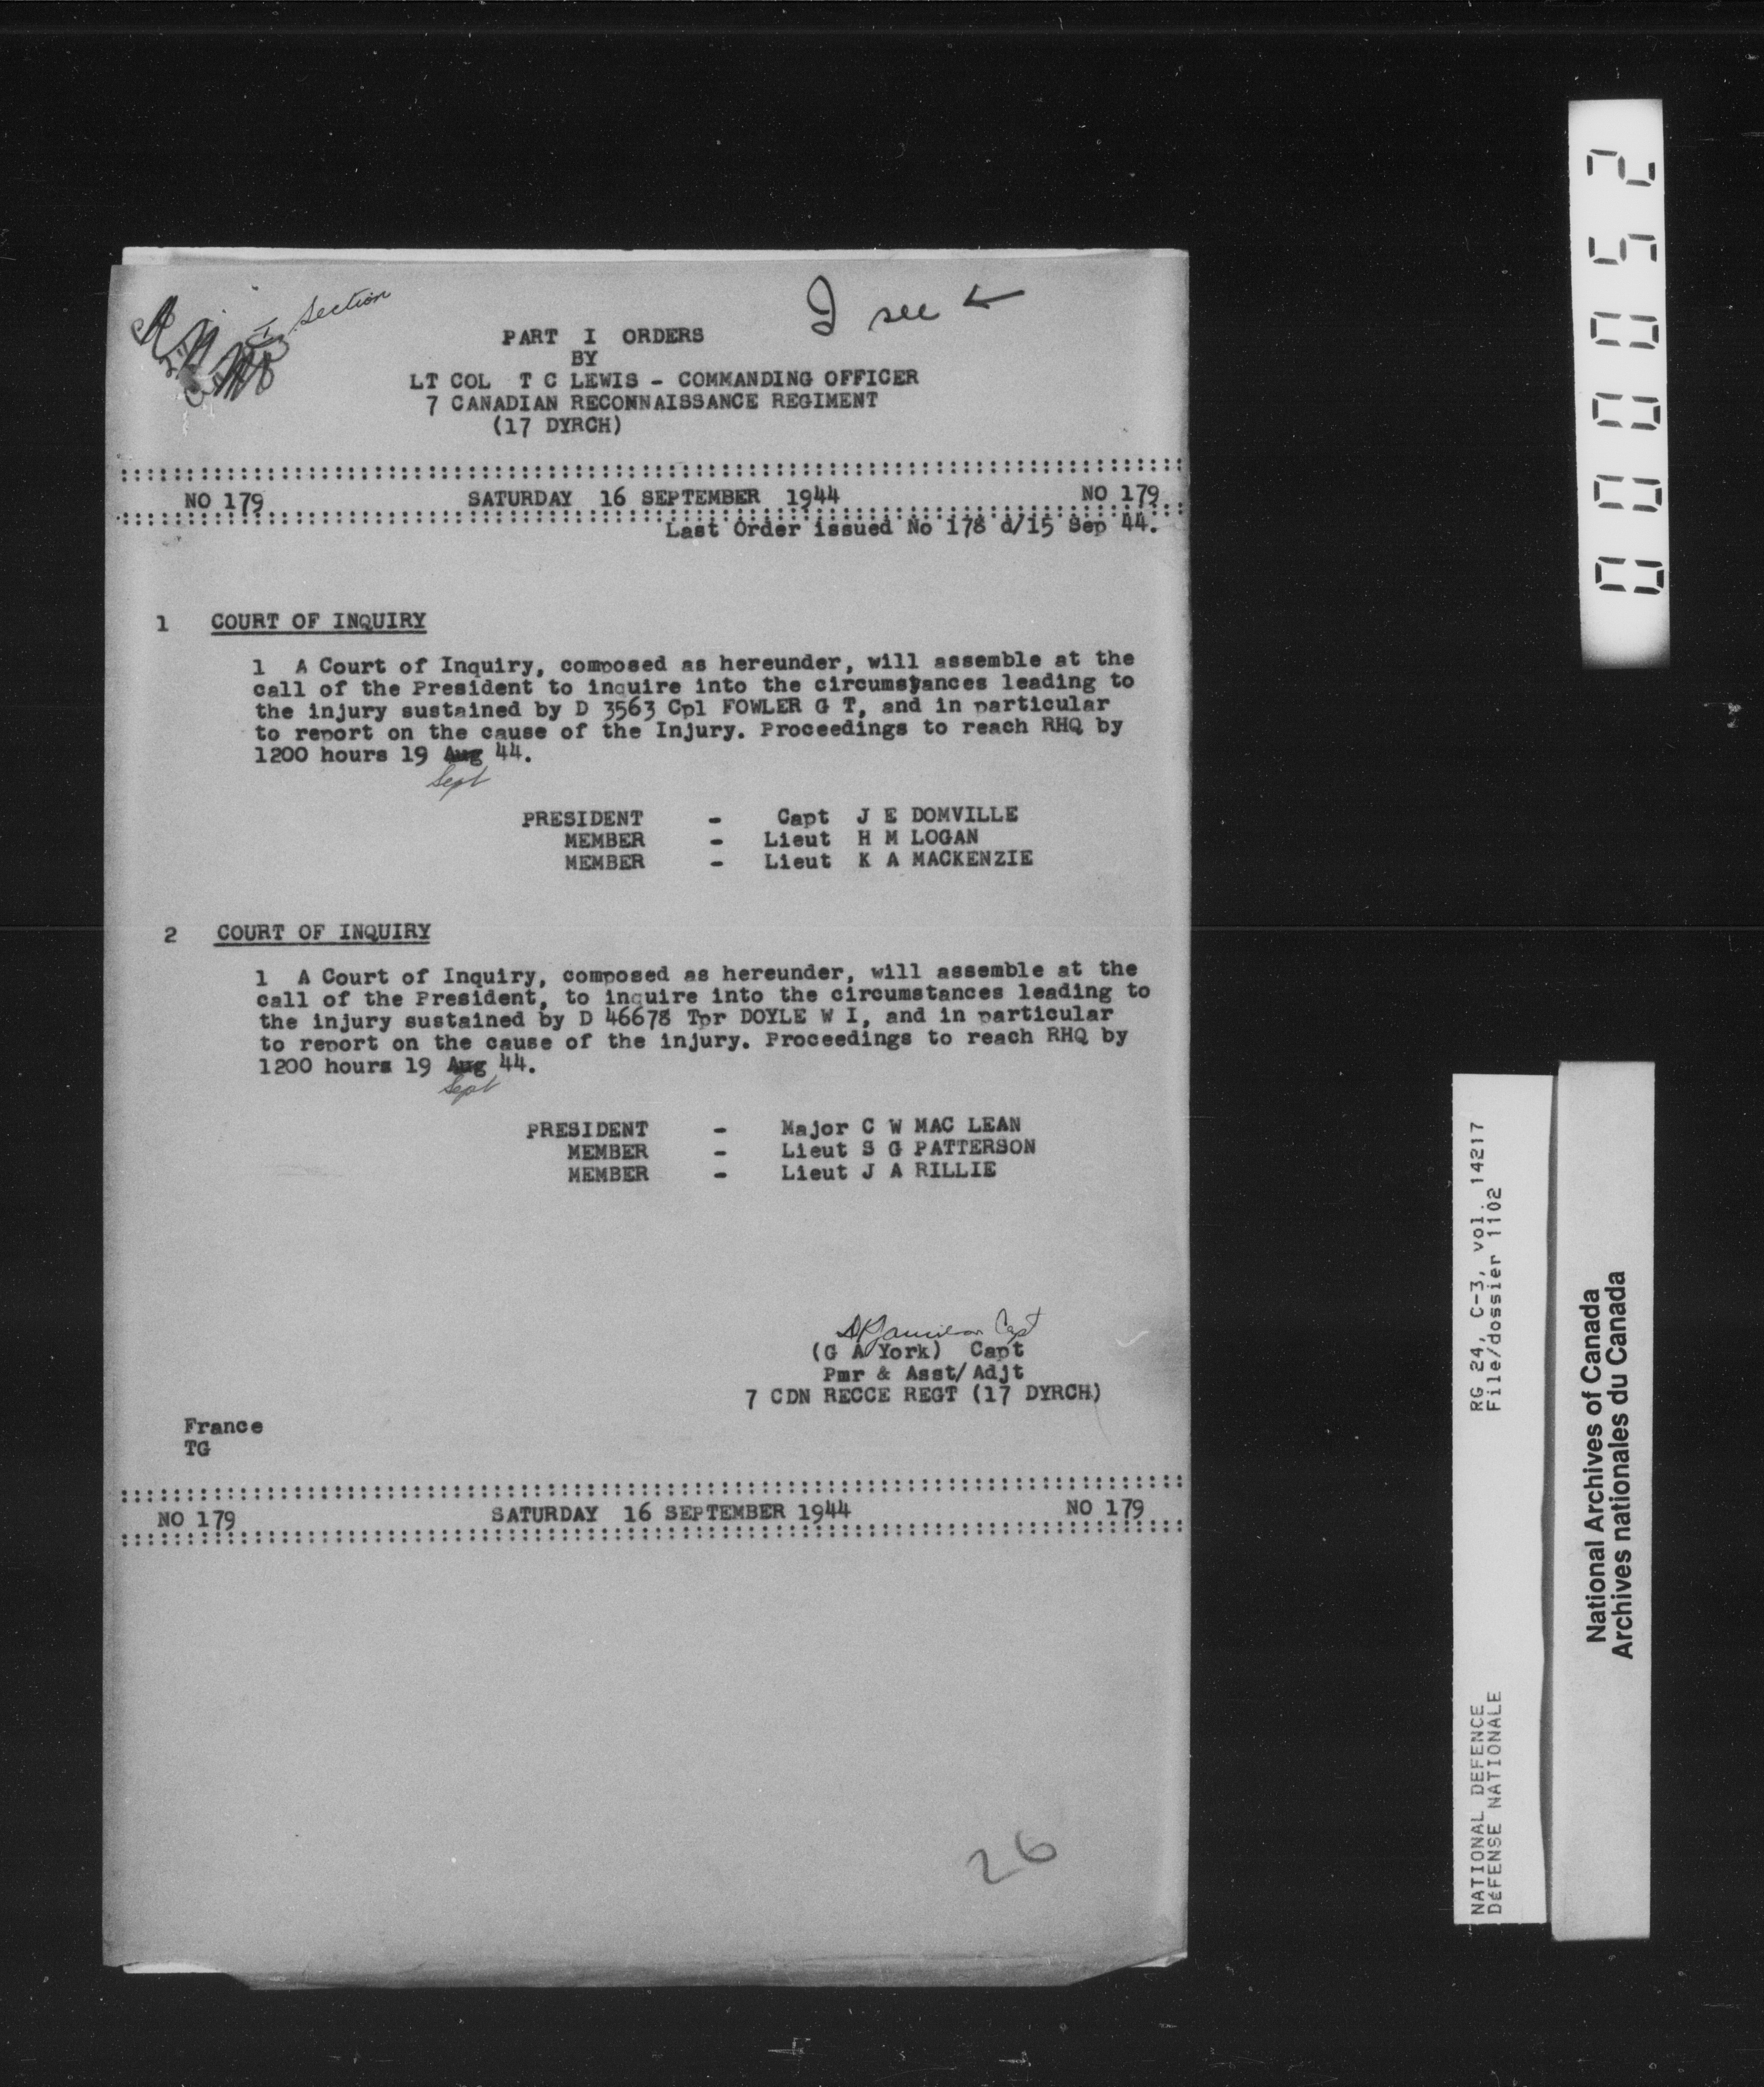 Section
I see ←
PART I ORDERS
BY
LT COL T C LEWIS - COMMANDING OFFICER
7 CANADIAN RECONNAISSANCE REGIMENT
(17 DYRCH)
NO 179 SATURDAY 16 SEPTEMBER 1944 NO 179
Last Order issued No 178 d/15 Sep 44.
1 COURT OF INQUIRY
1 A Court of Inquiry, composed as hereunder, will assemble at the
call of the President to inquire into the circumstances leading to
the injury sustained by D 3563 Cpl FOWLER G T, and in particular
to report on the cause of the Injury. Proceedings to reach RHQ by
1200 hours 19 Aug 44.
Sept
PRESIDENT - Capt J E DOMVILLE
MEMBER - Lieut H M LOGAN
MEMBER - Lieut K A MACKENZIE
2 COURT OF INQUIRY
1 A Court of Inquiry, composed as hereunder, will assemble at the
call of the President, to inquire into the circumstances leading to
the injury sustained by D 46678 Tpr DOYLE W I, and in particular
to report on the cause of the injury. Proceedings to reach RHQ by
1200 hours 19 Aug 44.
Sept
PRESIDENT - Major C W MAC LEAN
MEMBER - Lieut S G PATTERSON
MEMBER - Lieut J A RILLIE
Capt
(G A York) Capt
Pmr & Asst/Adjt
7 CDN RECCE REGT (17 DYRCH)
France
TG
NO 179 SATURDAY 16 SEPTEMBER 1944 NO 179
26
000052
RG 24, C-3, vol. 14217
File/dossier 1102
NATIONAL DEFENCE
DÉFENSE NATIONALE
National Archives of Canada
Archives nationales du Canada